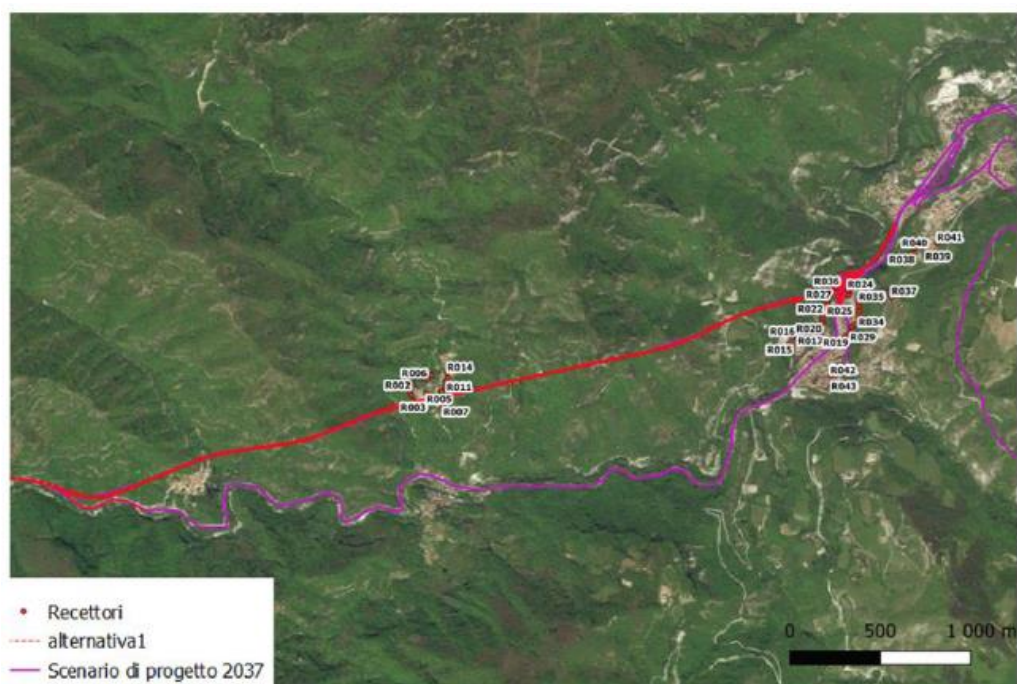 R040
R041
R038
R039
R036
R024
R027
R035
R037
R022
R025
R034
R016
R020
R017
R019
R029
R015
R014
R006
R042
R002
R011
R043
R005
R003
R007
Recettori
alternativa1
Scenario di progetto 2037
0 500 1 000 m